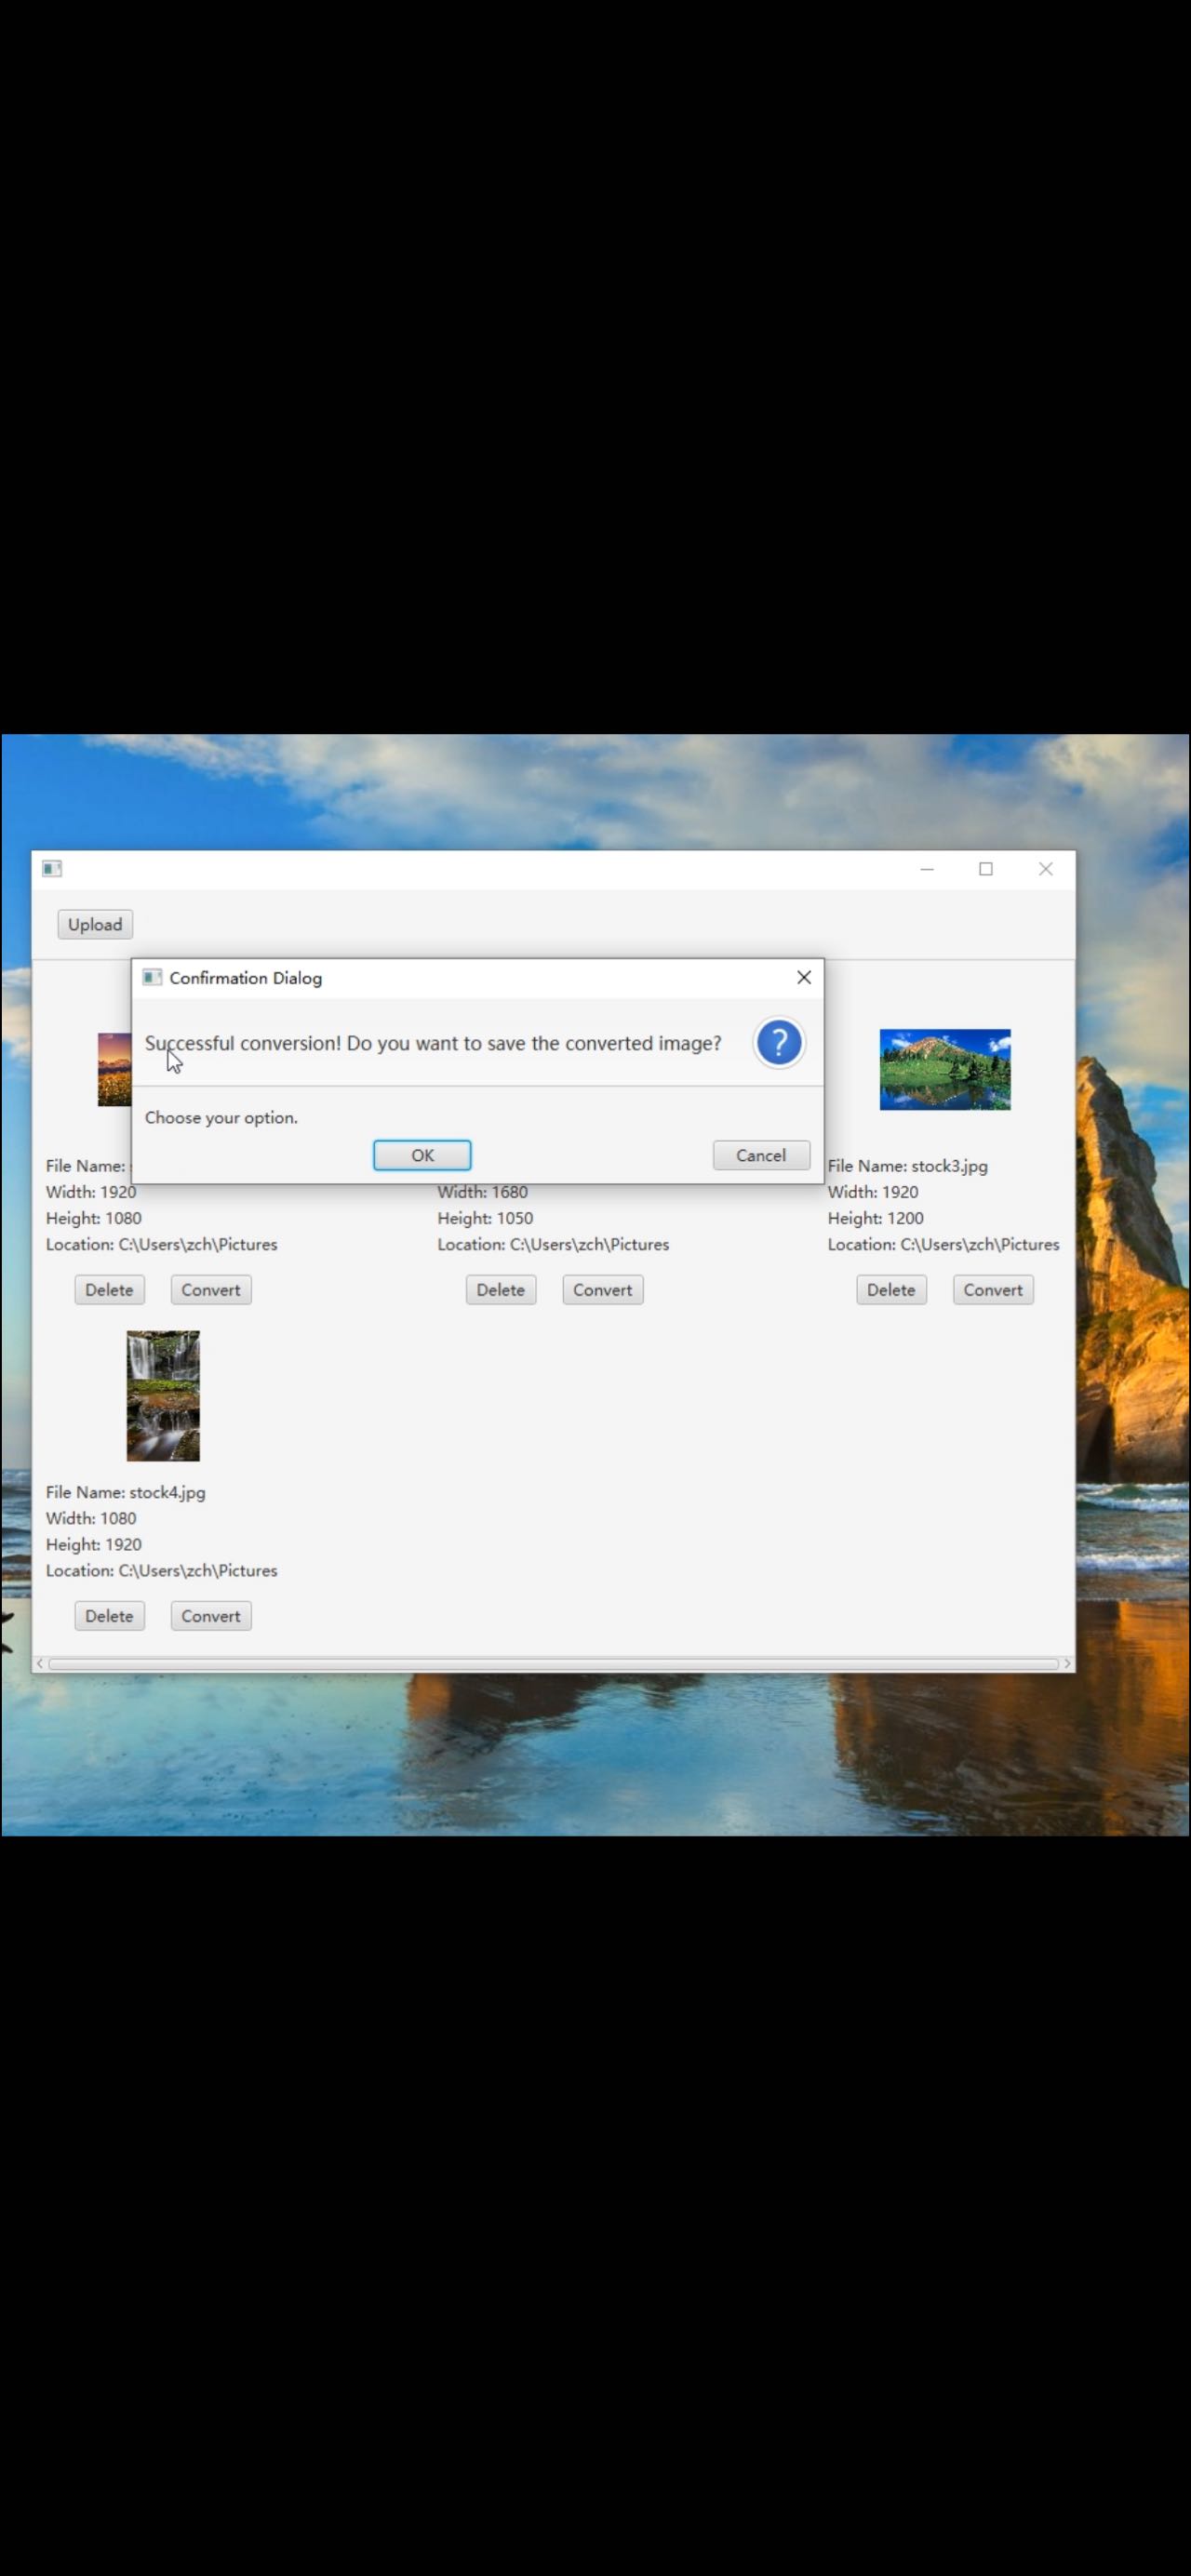 Upload
Confirmation Dialog
Successful conversion! Do you want to save the converted image?
?
Choose your option.
OK Cancel
File Name:
Width: 1920
Height: 1080
Location: C:\Users\zch\Pictures
Delete Convert
Width: 1680
Height: 1050
Location: C:\Users\zch\Pictures
Delete Convert
File Name: stock3.jpg
Width: 1920
Height: 1200
Location: C:\Users\zch\Pictures
Delete Convert
File Name: stock4.jpg
Width: 1080
Height: 1920
Location: C:\Users\zch\Pictures
Delete Convert